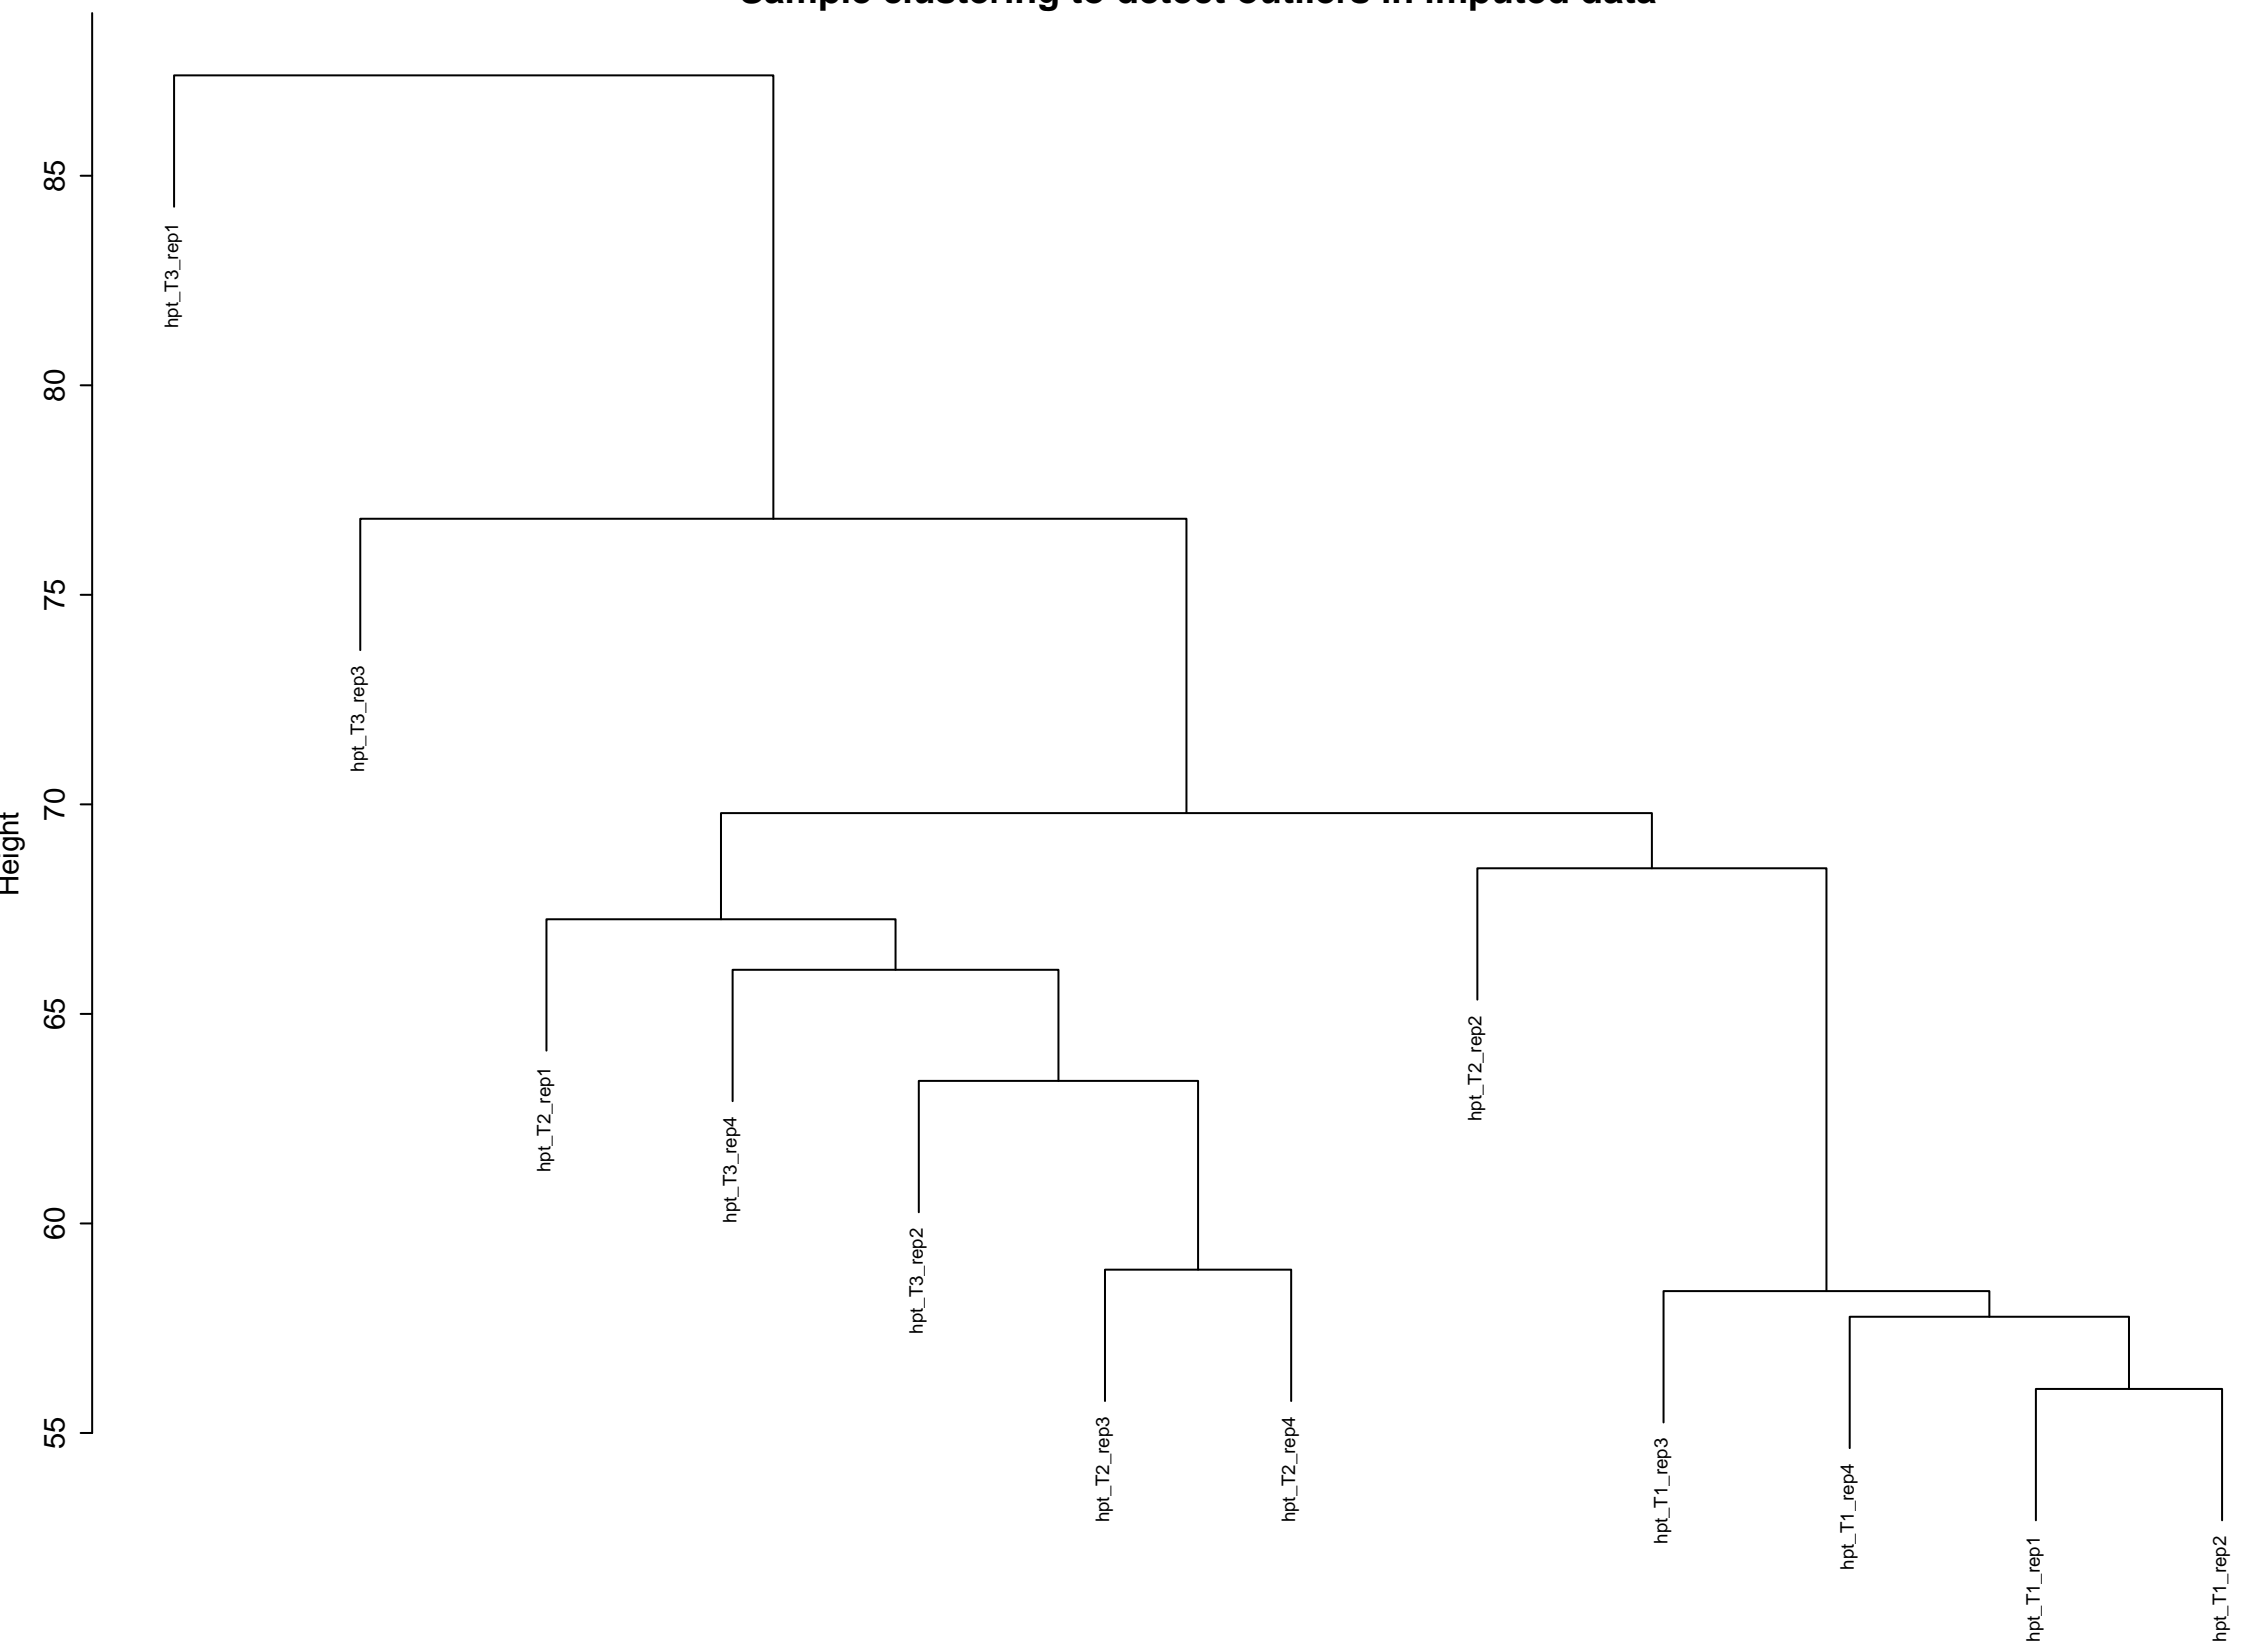 Sample clustering to detect outliers in imputed data
Height
85
80
75
70
65
60
55
hpt_T3_rep1
hpt_T3_rep3
hpt_T2_rep1
hpt_T3_rep4
hpt_T3_rep2
hpt_T2_rep3
hpt_T2_rep4
hpt_T2_rep2
hpt_T1_rep3
hpt_T1_rep4
hpt_T1_rep1
hpt_T1_rep2